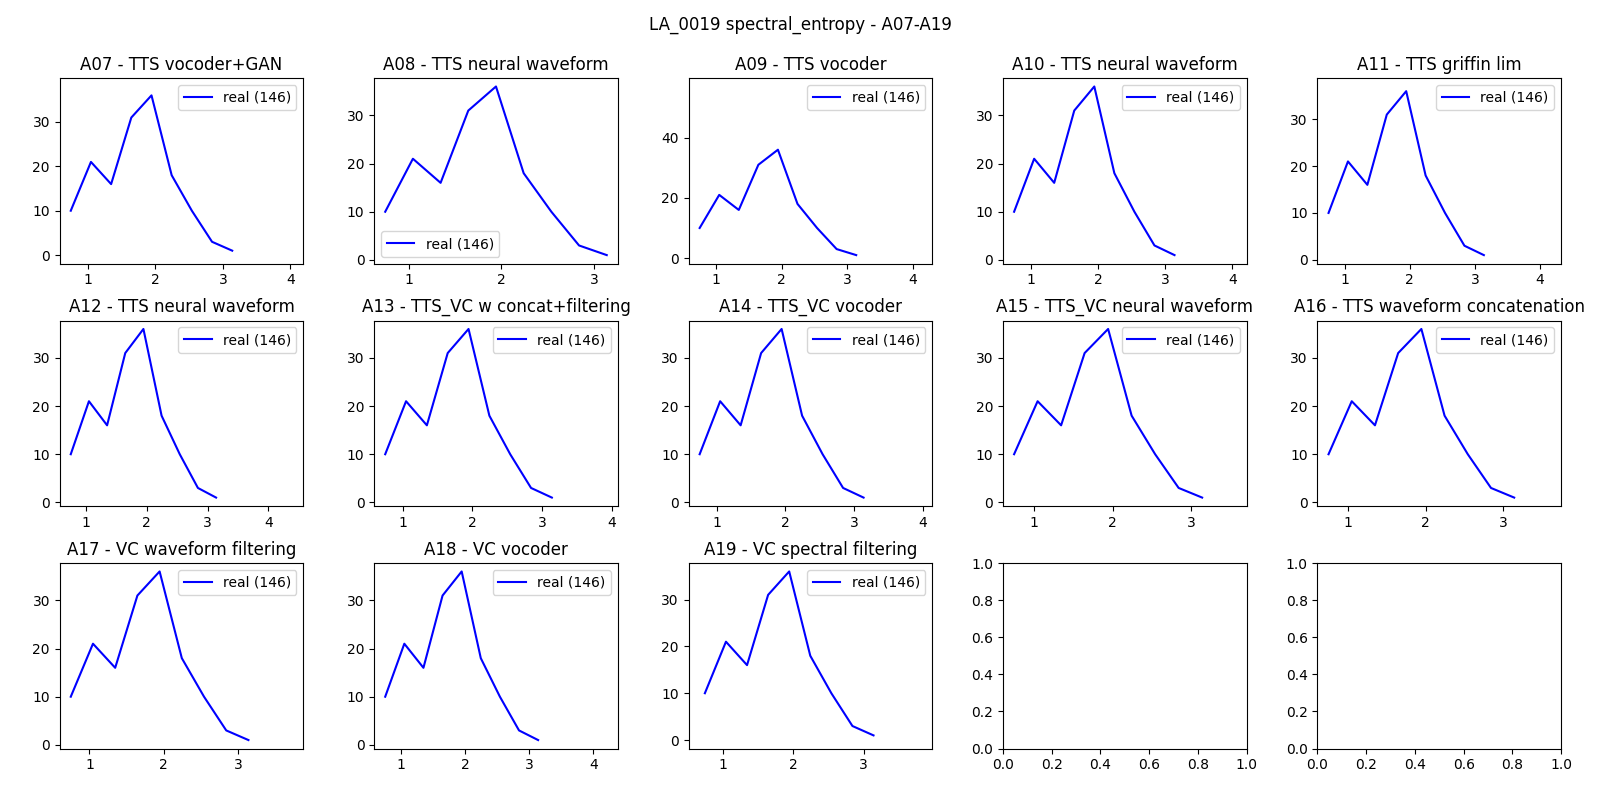 LA_0019 spectral_entropy - A07-A19
A07 - TTS vocoder+GAN
real (146)
30
20
10
0
1 2 3 4
A08 - TTS neural waveform
real (146)
30
20
10
0
1 2 3
A09 - TTS vocoder
real (146)
40
20
0
1 2 3 4
A10 - TTS neural waveform
real (146)
30
20
10
0
1 2 3 4
A11 - TTS griffin lim
real (146)
30
20
10
0
1 2 3 4
A12 - TTS neural waveform
real (146)
30
20
10
0
1 2 3 4
A13 - TTS_VC w concat+filtering
real (146)
30
20
10
0
1 2 3 4
A14 - TTS_VC vocoder
real (146)
30
20
10
0
1 2 3 4
A15 - TTS_VC neural waveform
real (146)
30
20
10
0
1 2 3
A16 - TTS waveform concatenation
real (146)
30
20
10
0
1 2 3
A17 - VC waveform filtering
real (146)
30
20
10
0
1 2 3
A18 - VC vocoder
real (146)
30
20
10
0
1 2 3 4
A19 - VC spectral filtering
real (146)
30
20
10
0
1 2 3
1.0
0.8
0.6
0.4
0.2
0.0
0.0 0.2 0.4 0.6 0.8 1.0
1.0
0.8
0.6
0.4
0.2
0.0
0.0 0.2 0.4 0.6 0.8 1.0